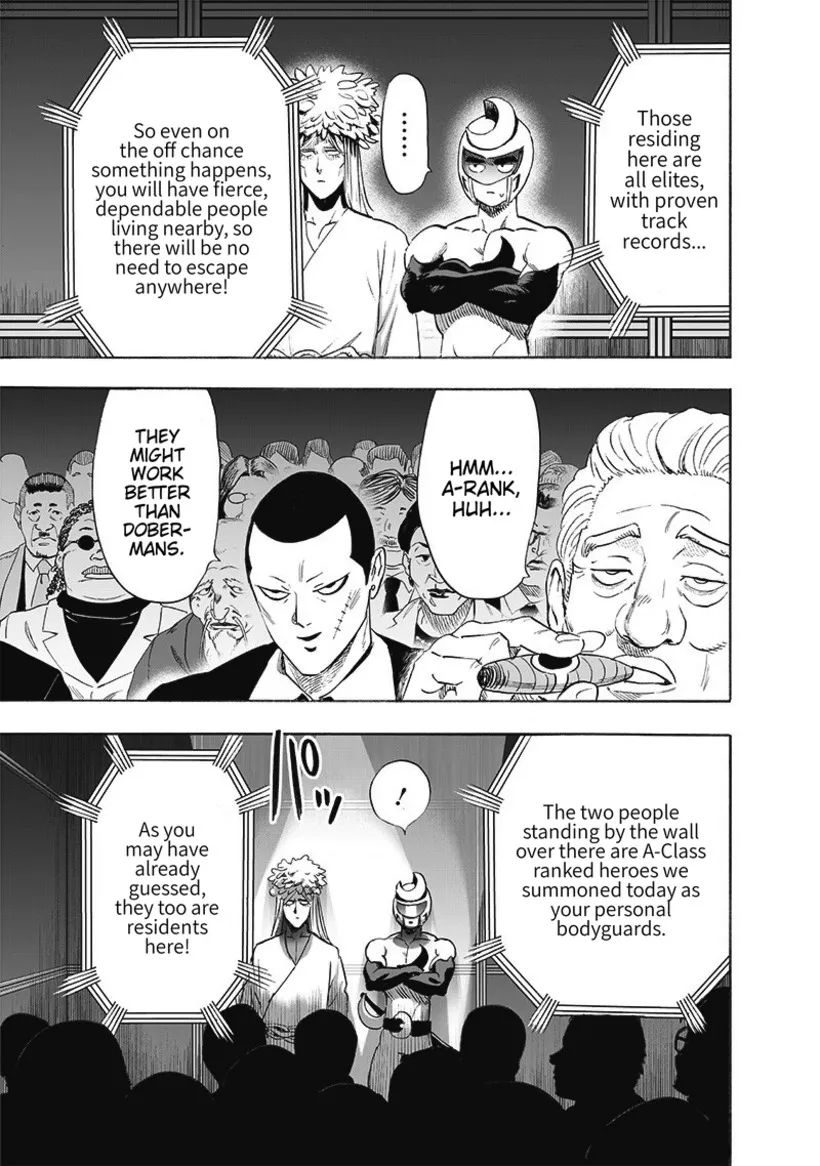 Those
residing
here are
all elites,
with proven
track
records...
......
So even on
the off chance
something happens,
you will have fierce,
dependable people
living nearby, so
there will be no
need to escape
anywhere!
HMM...
A-RANK,
HUH...
THEY
MIGHT
WORK
BETTER
THAN
DOBER-
MANS.
The two people
standing by the wall
over there are A-Class
ranked heroes we
summoned today as
your personal
bodyguards.
!
パッ
As you
may have
already
guessed,
they too are
residents
here!